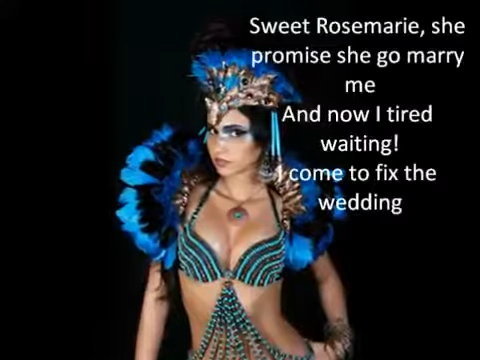 Sweet Rosemarie, she
promise she go marry
me
And now I tired
waiting!
I come to fix the
wedding